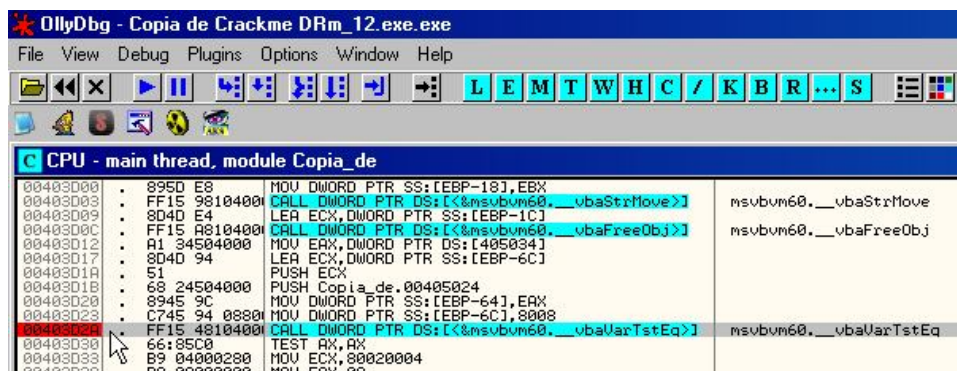 OllyDbg - Copia de Crackme DRm_12.exe.exe
File View Debug Plugins Options Window Help
L E M T W H C / K B R ... S
C CPU - main thread, module Copia_de
00403D00 . 895D E8 MOV DWORD PTR SS:[EBP-18],EBX
00403D03 . FF15 98104000 CALL DWORD PTR DS:[<&msvbvm60.__vbaStrMove>] msvbvm60.__vbaStrMove
00403D09 . 8D4D E4 LEA ECX,DWORD PTR SS:[EBP-1C]
00403D0C . FF15 A8104000 CALL DWORD PTR DS:[<&msvbvm60.__vbaFreeObj>] msvbvm60.__vbaFreeObj
00403D12 . A1 34504000 MOV EAX,DWORD PTR DS:[405034]
00403D17 . 8D4D 94 LEA ECX,DWORD PTR SS:[EBP-6C]
00403D1A . 51 PUSH ECX
00403D1B . 68 24504000 PUSH Copia_de.00405024
00403D20 . 8945 9C MOV DWORD PTR SS:[EBP-64],EAX
00403D23 . C745 94 0880 MOV DWORD PTR SS:[EBP-6C],8008
00403D2A . FF15 48104000 CALL DWORD PTR DS:[<&msvbvm60.__vbaVarTstEq>] msvbvm60.__vbaVarTstEq
00403D30 . 66:85C0 TEST AX,AX
00403D33 . B9 04000280 MOV ECX,80020004